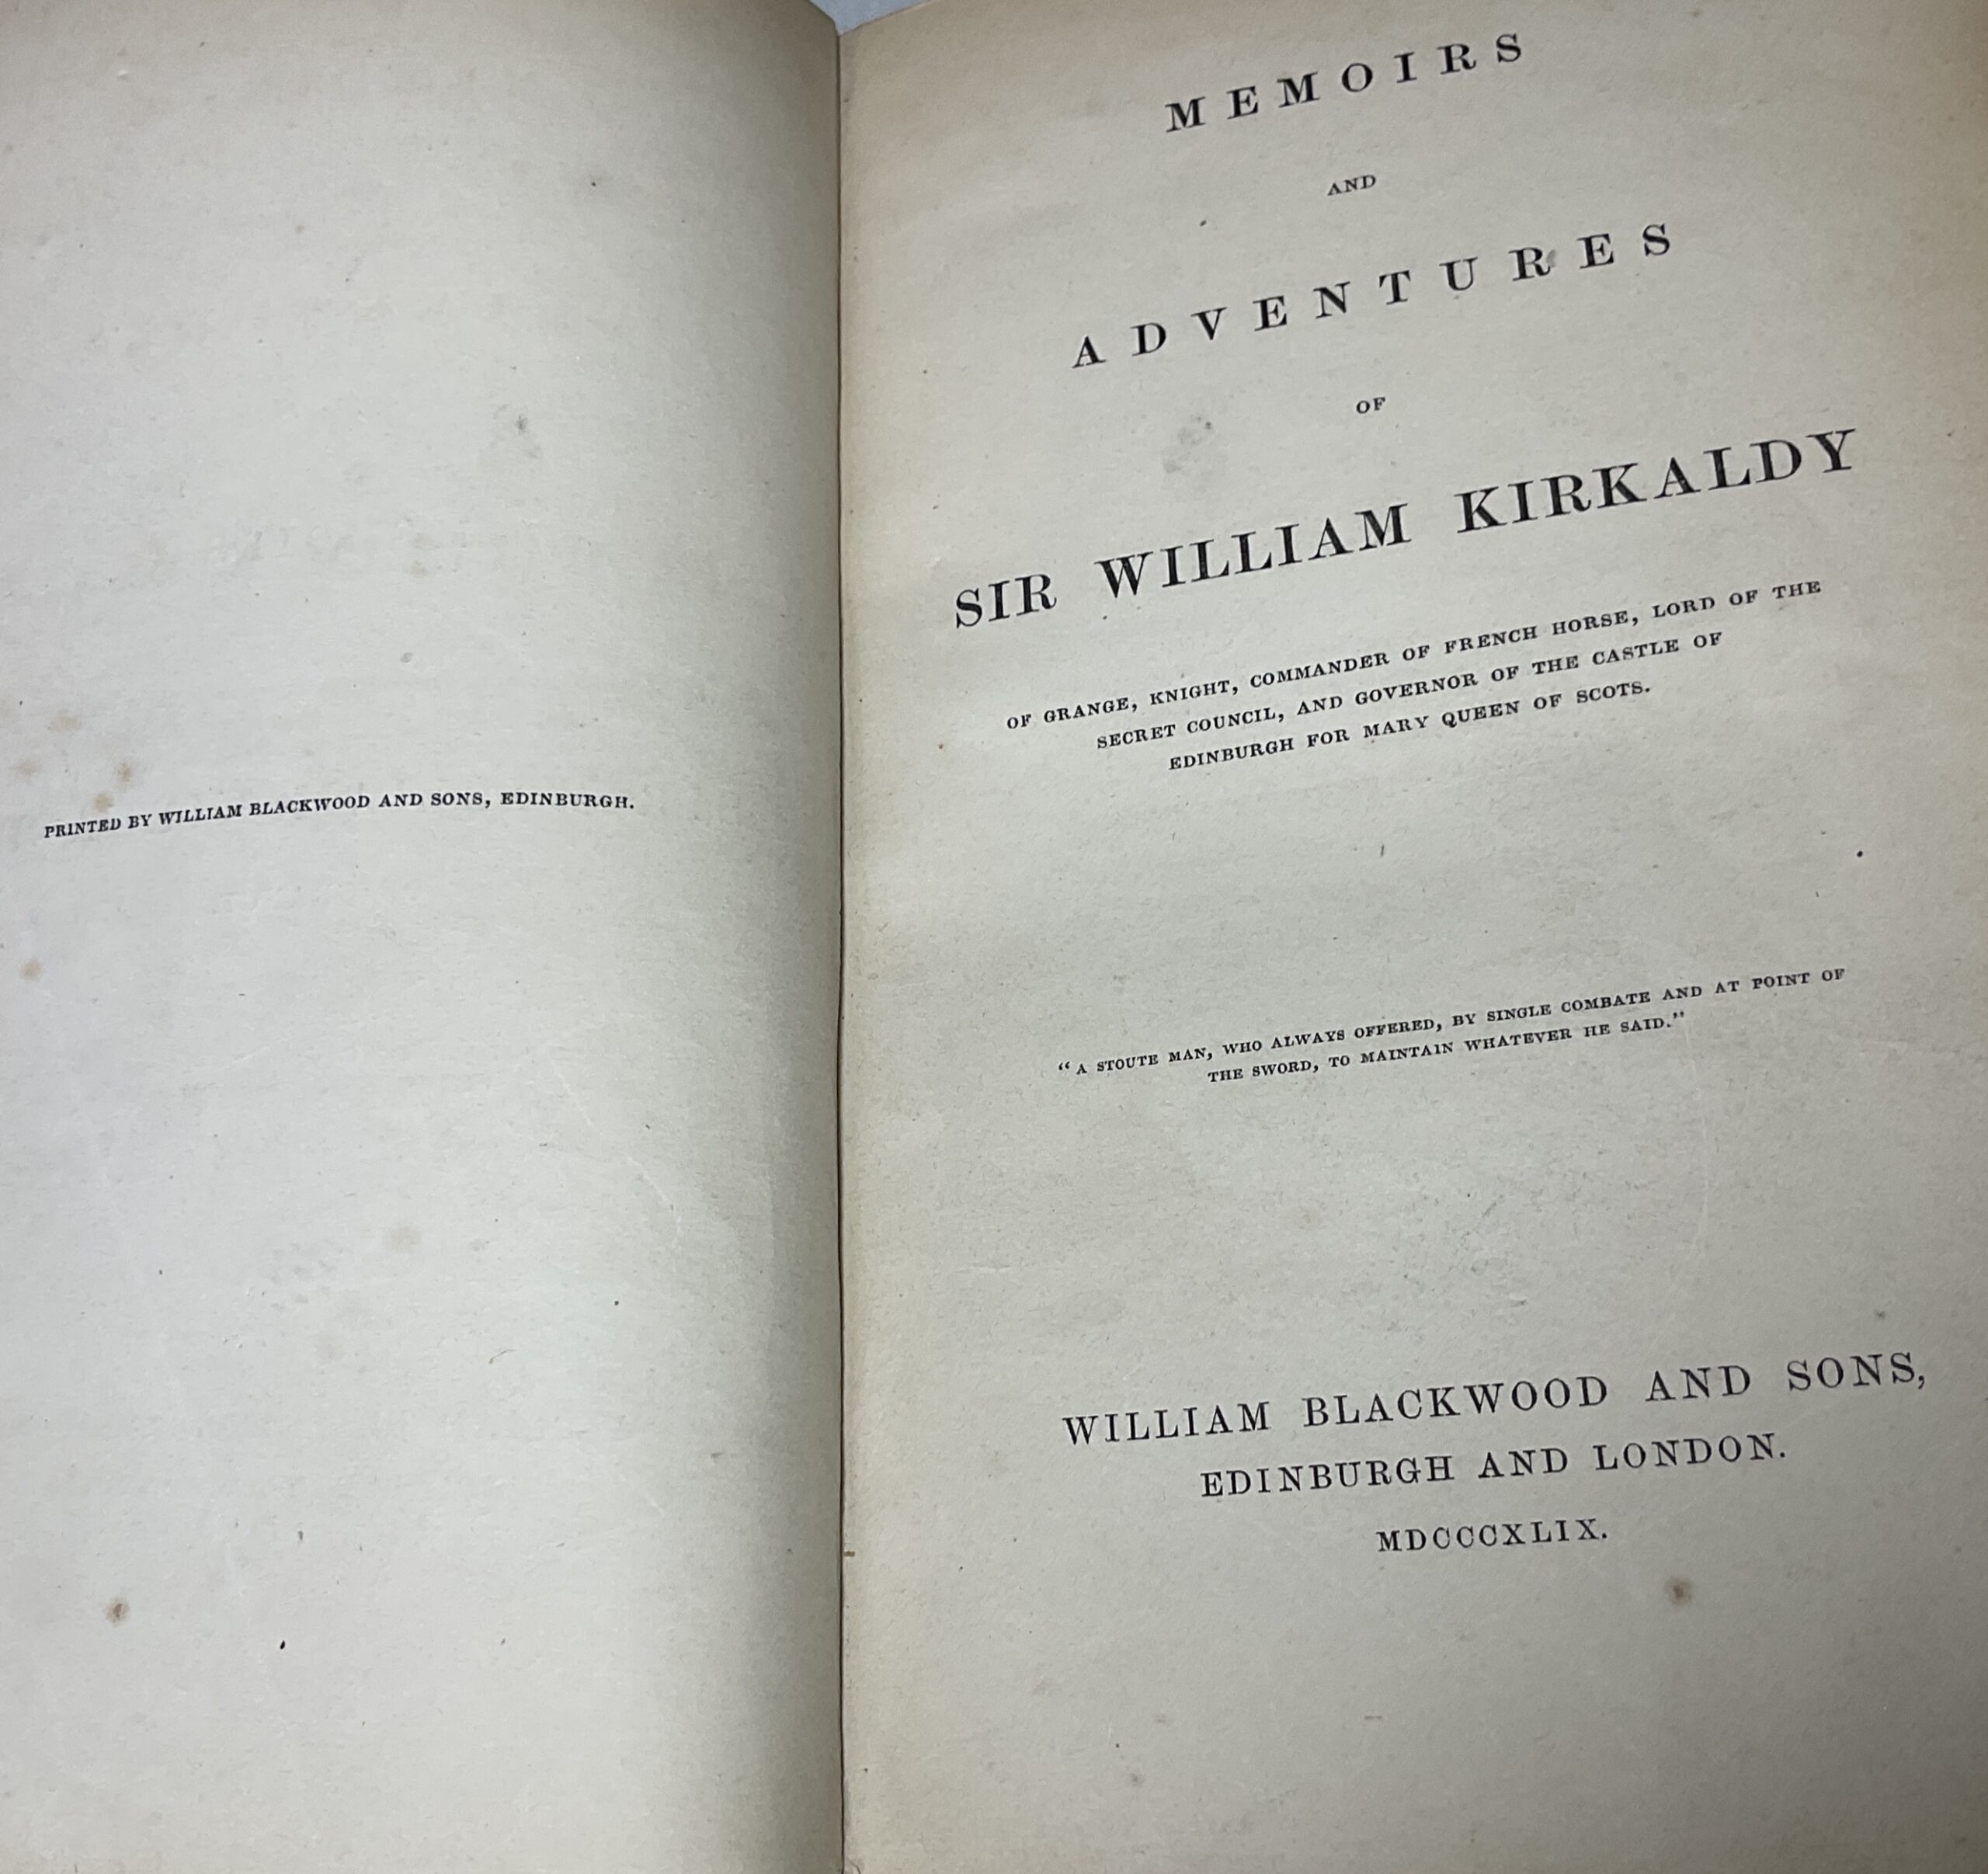 PRINTED BY WILLIAM BLACKWOOD AND SONS, EDINBURGH.
MEMOIRS
AND
ADVENTURES
OF
SIR WILLIAM KIRKALDY
OF GRANGE, KNIGHT, COMMANDER OF FRENCH HORSE, LORD OF THE
SECRET COUNCIL, AND GOVERNOR OF THE CASTLE OF
EDINBURGH FOR MARY QUEEN OF SCOTS.
"A STOUTE MAN, WHO ALWAYS OFFERED, BY SINGLE COMBATE AND AT POINT OF
THE SWORD, TO MAINTAIN WHATEVER HE SAID."
WILLIAM BLACKWOOD AND SONS,
EDINBURGH AND LONDON.
MDCCCXLIX.